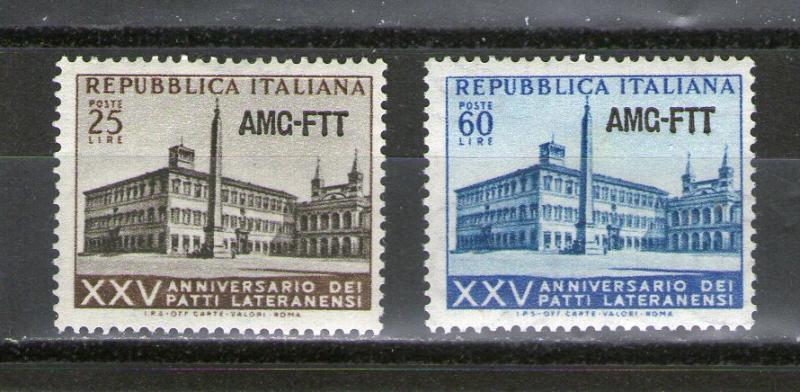 REPUBBLICA ITALIANA
POSTE
25
LIRE
AMG-FTT
XXV ANNIVERSARIO DEI
PATTI LATERANENSI
I.P.S-OFF. CARTE-VALORI-ROMA
REPUBBLICA ITALIANA
POSTE
60
LIRE
AMG-FTT
XXV ANNIVERSARIO DEI
PATTI LATERANENSI
I.P.S-OFF. CARTE-VALORI-ROMA